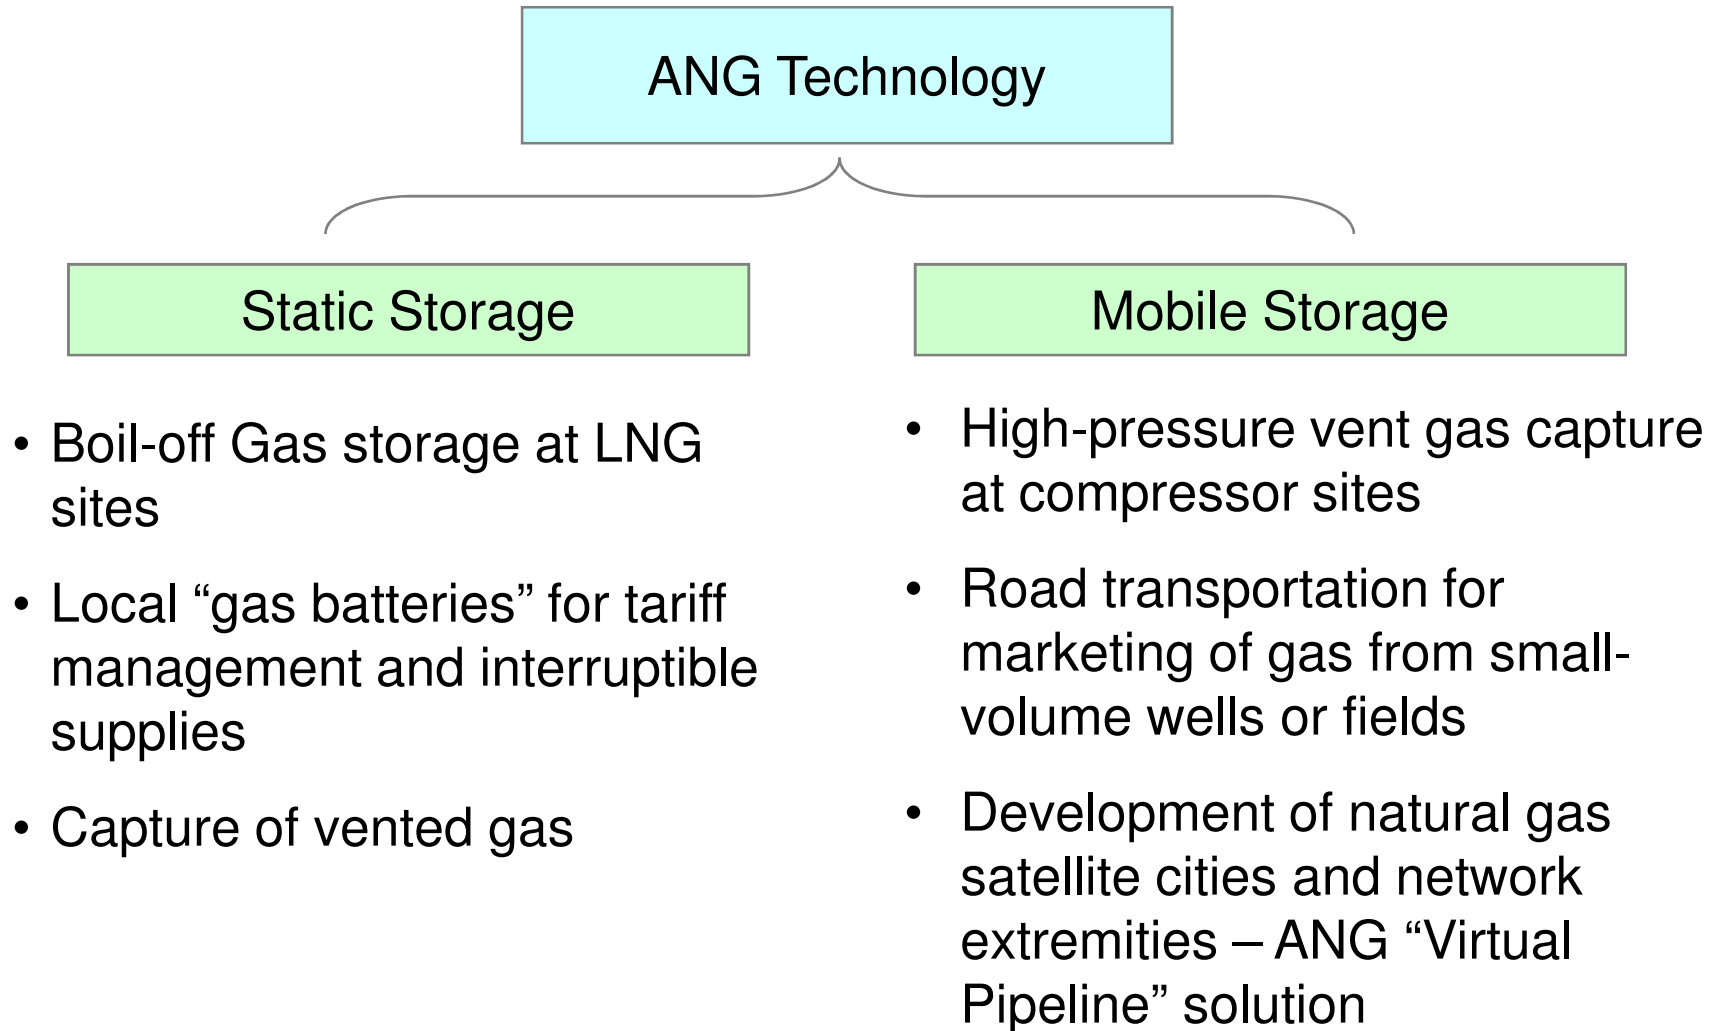 ANG Technology
Static Storage
• Boil-off Gas storage at LNG
sites
• Local “gas batteries” for tariff
management and interruptible
supplies
• Capture of vented gas
Mobile Storage
• High-pressure vent gas capture
at compressor sites
• Road transportation for
marketing of gas from small-
volume wells or fields
• Development of natural gas
satellite cities and network
extremities – ANG “Virtual
Pipeline” solution